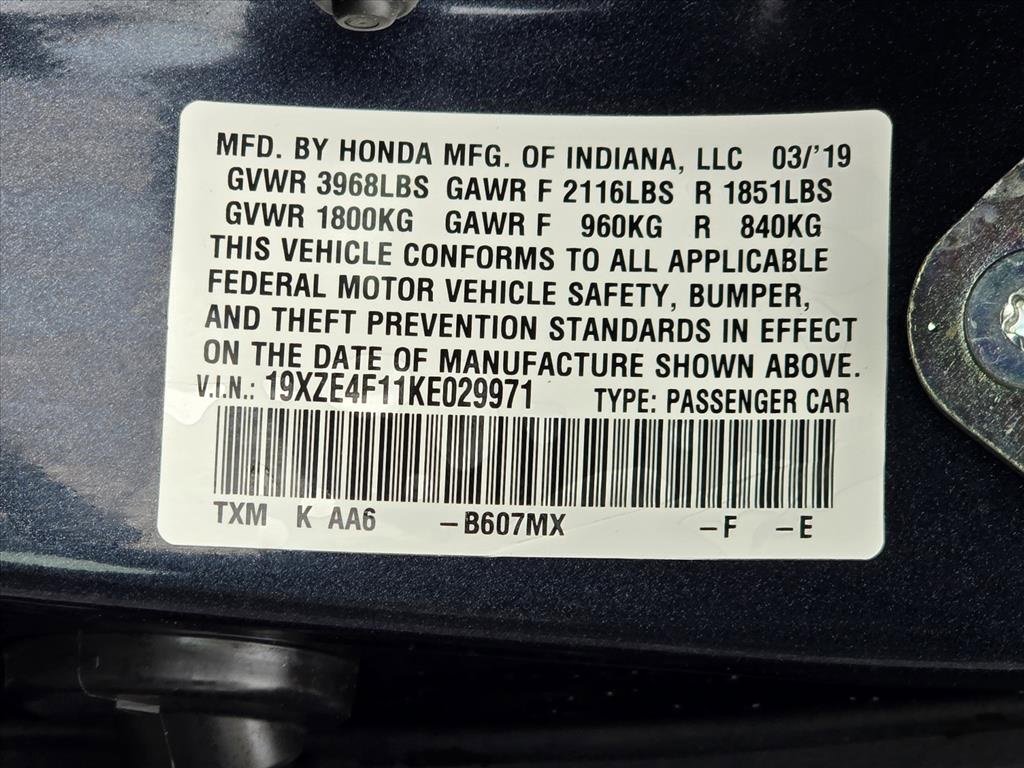 MFD. BY HONDA MFG. OF INDIANA, LLC 03/'19
GVWR 3968LBS GAWR F 2116LBS R 1851LBS
GVWR 1800KG GAWR F 960KG R 840KG
THIS VEHICLE CONFORMS TO ALL APPLICABLE
FEDERAL MOTOR VEHICLE SAFETY, BUMPER,
AND THEFT PREVENTION STANDARDS IN EFFECT
ON THE DATE OF MANUFACTURE SHOWN ABOVE.
V.I.N.: 19XZE4F11KE029971 TYPE: PASSENGER CAR
TXM K AA6 -B607MX -F -E